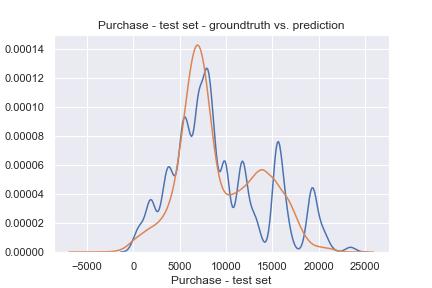 Purchase - test set - groundtruth vs. prediction
0.00014
0.00012
0.00010
0.00008
0.00006
0.00004
0.00002
0.00000
−5000 0 5000 10000 15000 20000 25000
Purchase - test set